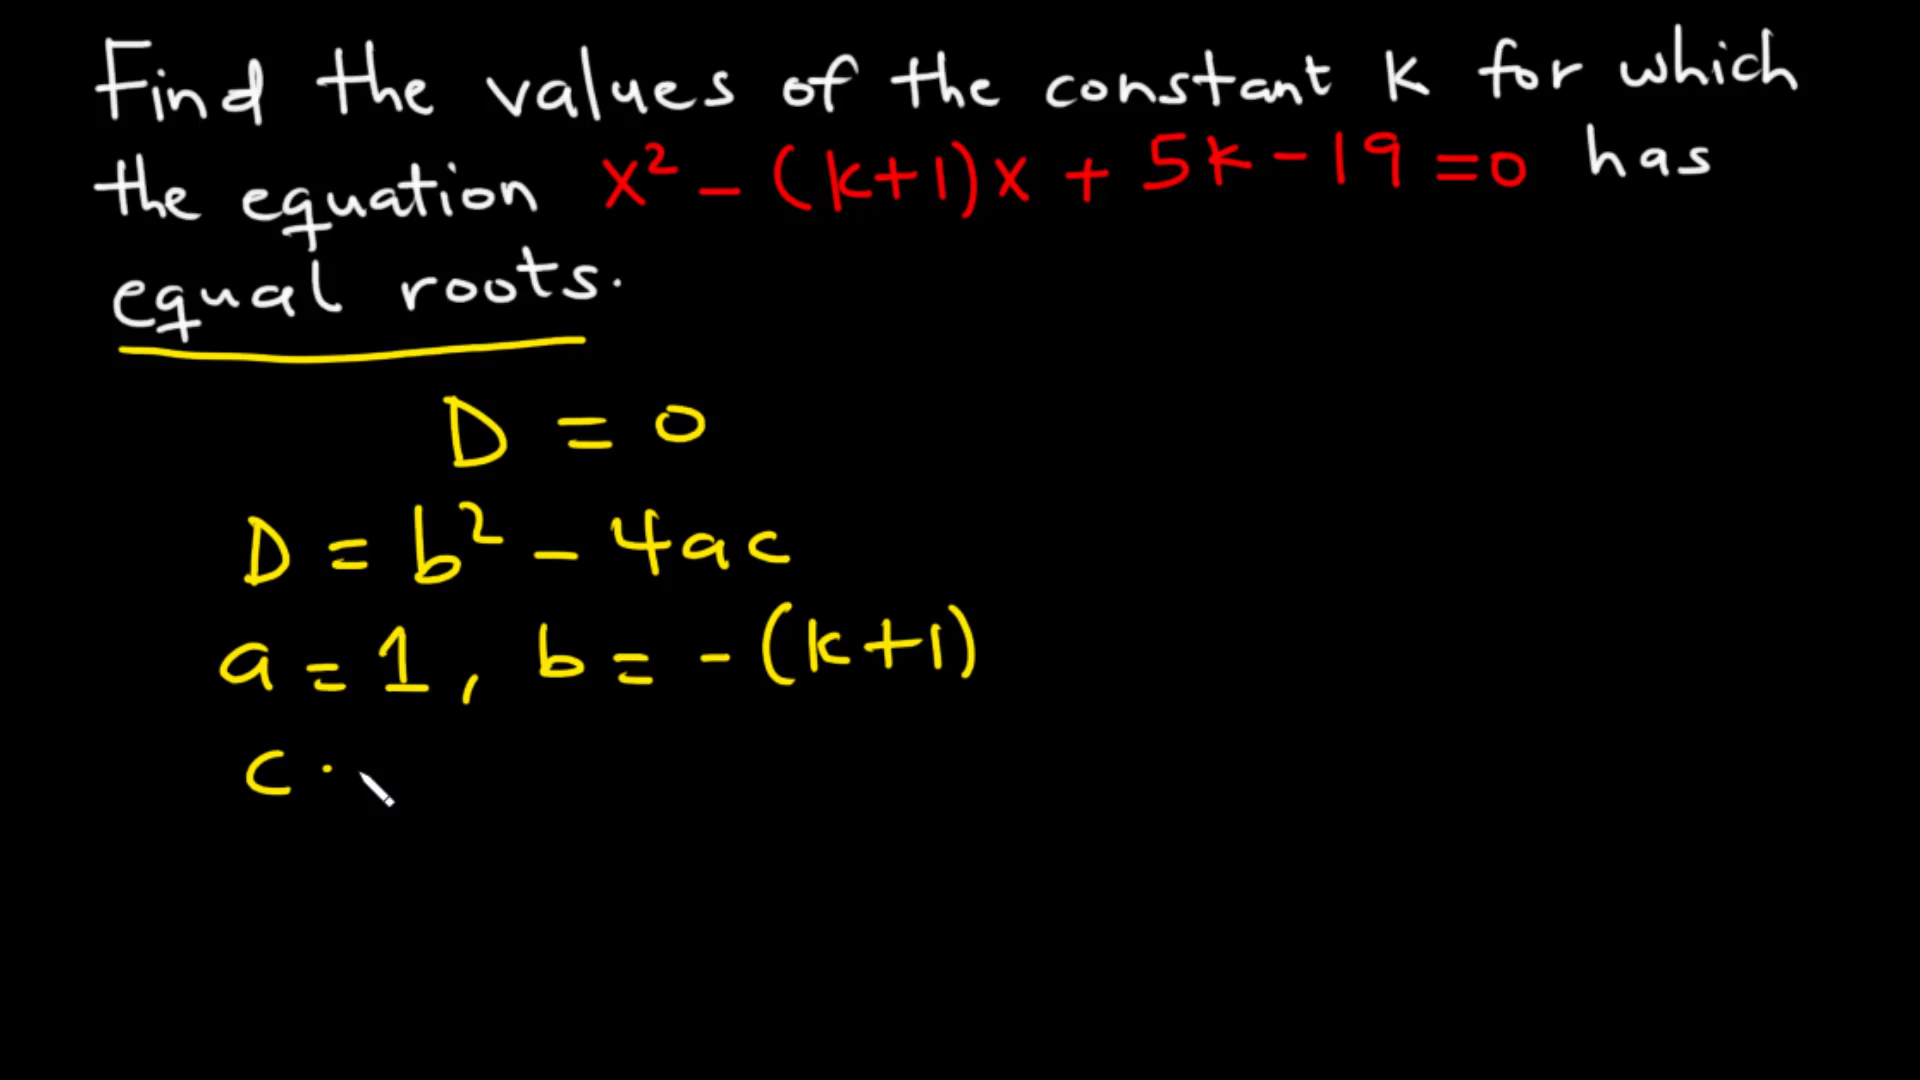 Find the values of the constant k for which
the equation x² - (k+1)x + 5k - 19 = 0 has
equal roots.
D = 0
D = b² - 4ac
a = 1, b = - (k+1)
c